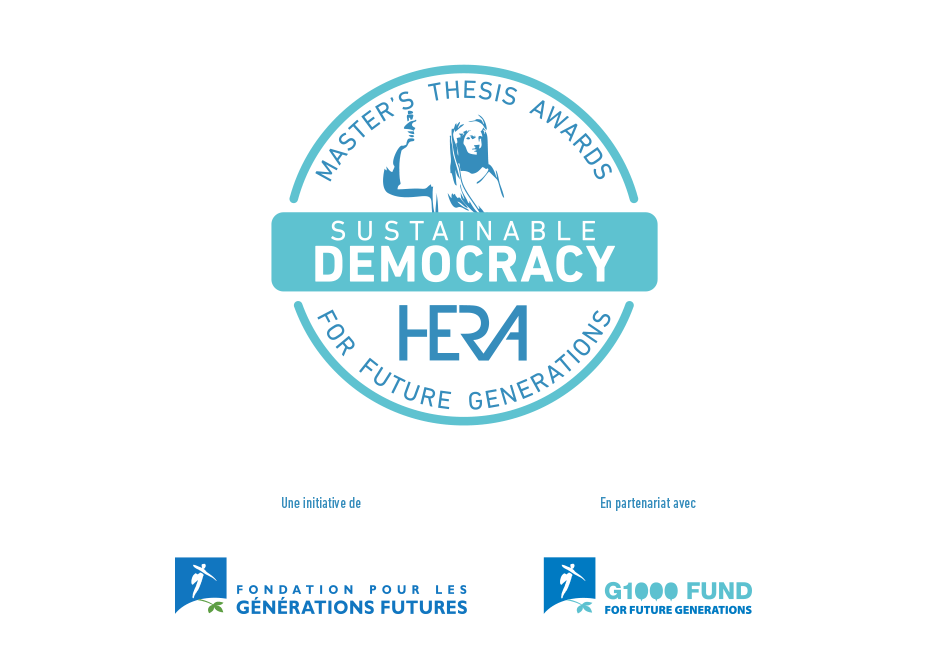 MASTER'S THESIS AWARDS
SUSTAINABLE
DEMOCRACY
HERA
FOR FUTURE GENERATIONS
Une initiative de
En partenariat avec
FONDATION POUR LES
GÉNÉRATIONS FUTURES
G1000 FUND
FOR FUTURE GENERATIONS